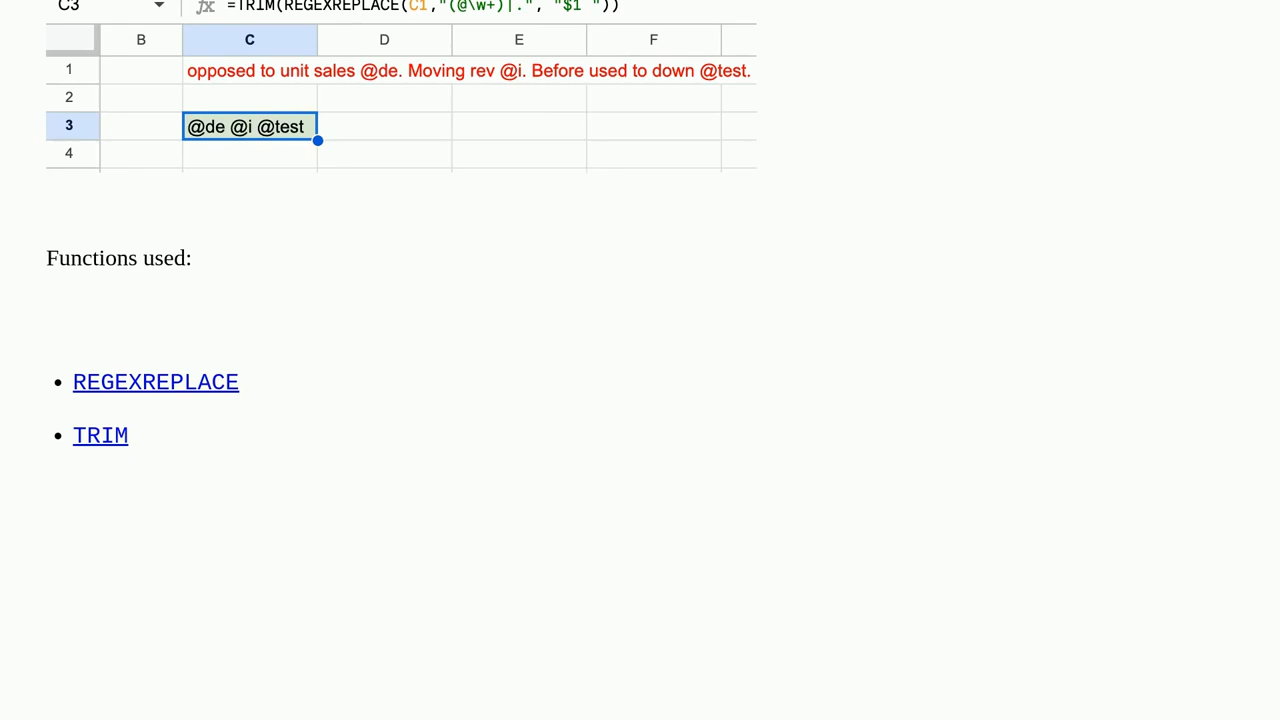 C3 fx =TRIM(REGEXREPLACE(C1,"(@\w+)|.", "$1 "))
B C D E F
1 opposed to unit sales @de. Moving rev @i. Before used to down @test.
2
3 @de @i @test
4
Functions used:
• REGEXREPLACE
• TRIM